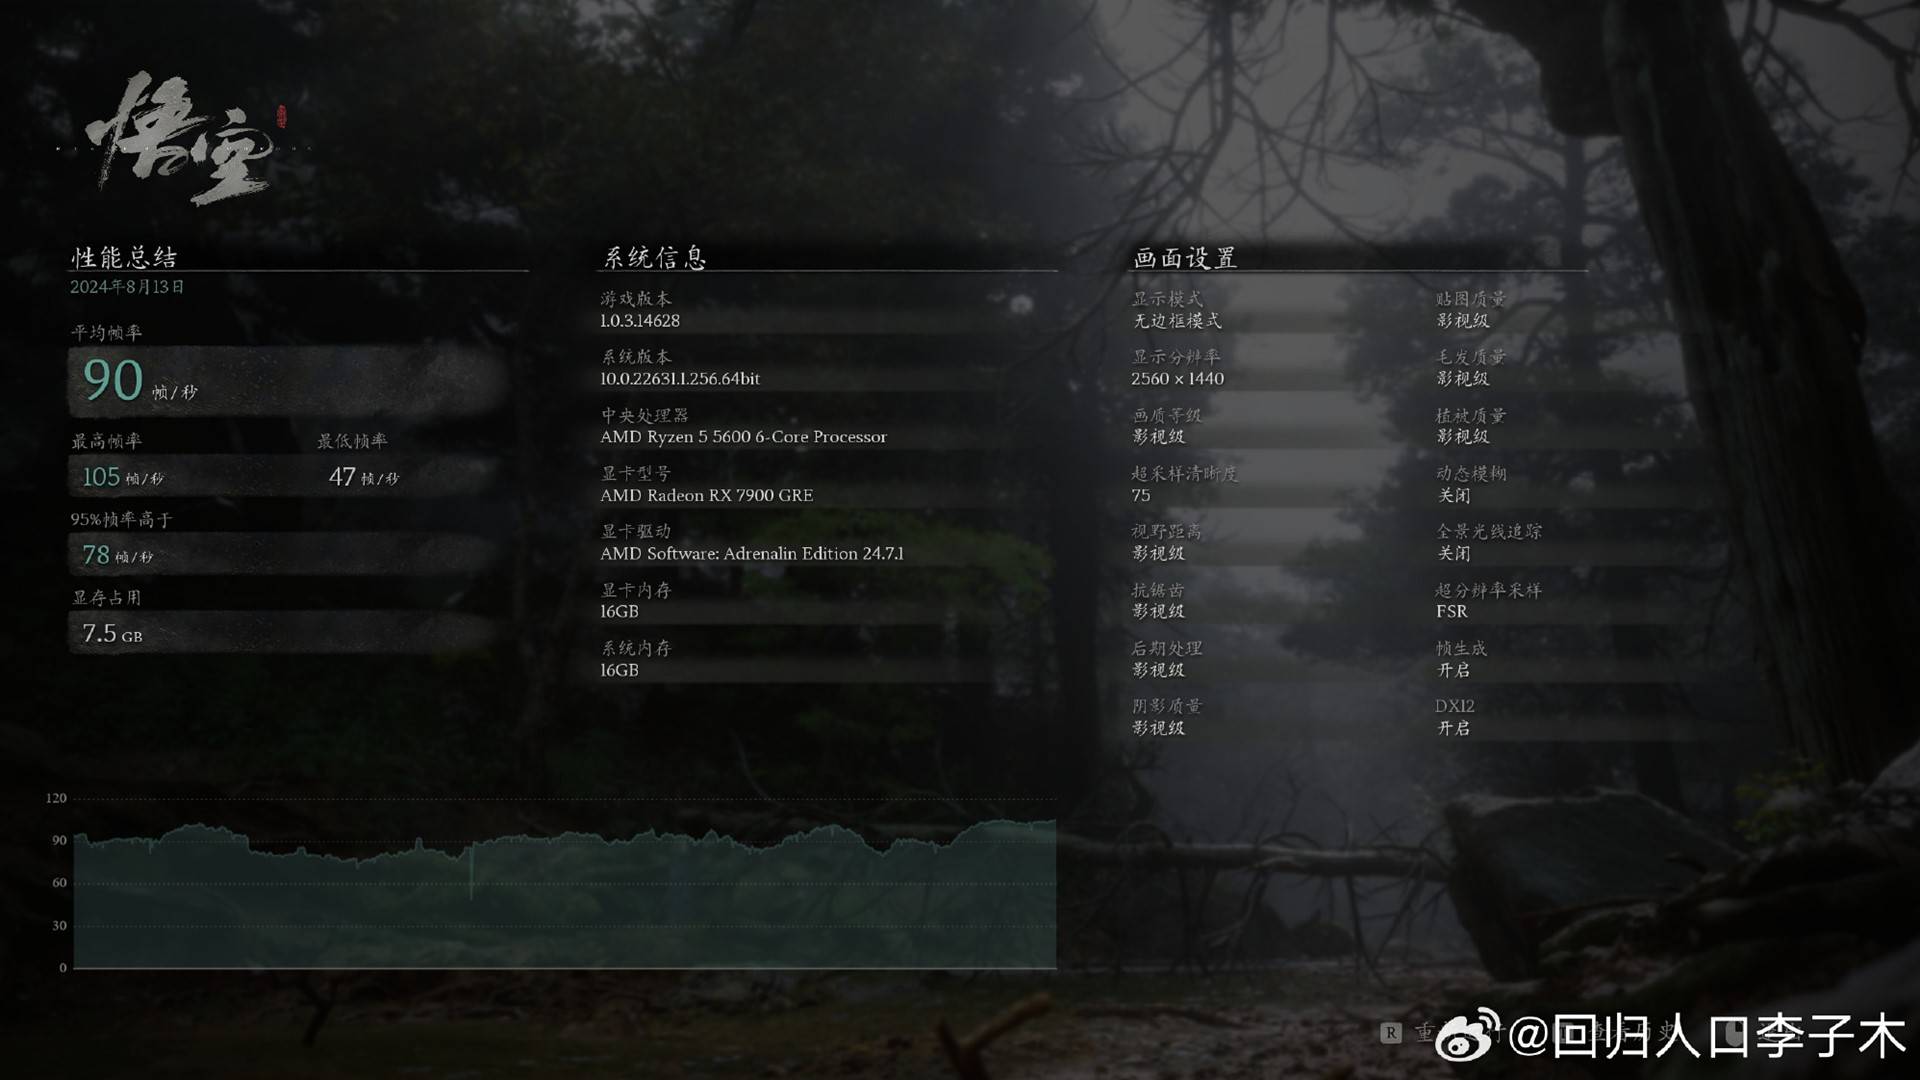 悟空
性能总结
2024年8月13日
平均帧率
90 帧/秒
最高帧率 最低帧率
105 帧/秒 47 帧/秒
95%帧率高于
78 帧/秒
显存占用
7.5 GB
系统信息
游戏版本
1.0.3.14628
系统版本
10.0.22631.1.256.64bit
中央处理器
AMD Ryzen 5 5600 6-Core Processor
显卡型号
AMD Radeon RX 7900 GRE
显卡驱动
AMD Software: Adrenalin Edition 24.7.1
显卡内存
16GB
系统内存
16GB
画面设置
显示模式
无边框模式
显示分辨率
2560 × 1440
画质等级
影视级
超采样清晰度
75
视野距离
影视级
抗锯齿
影视级
后期处理
影视级
阴影质量
影视级
贴图质量
影视级
毛发质量
影视级
植被质量
影视级
动态模糊
关闭
全景光线追踪
关闭
超分辨率采样
FSR
帧生成
开启
DX12
开启
120
90
60
30
0
R 重
@回归人口李子木